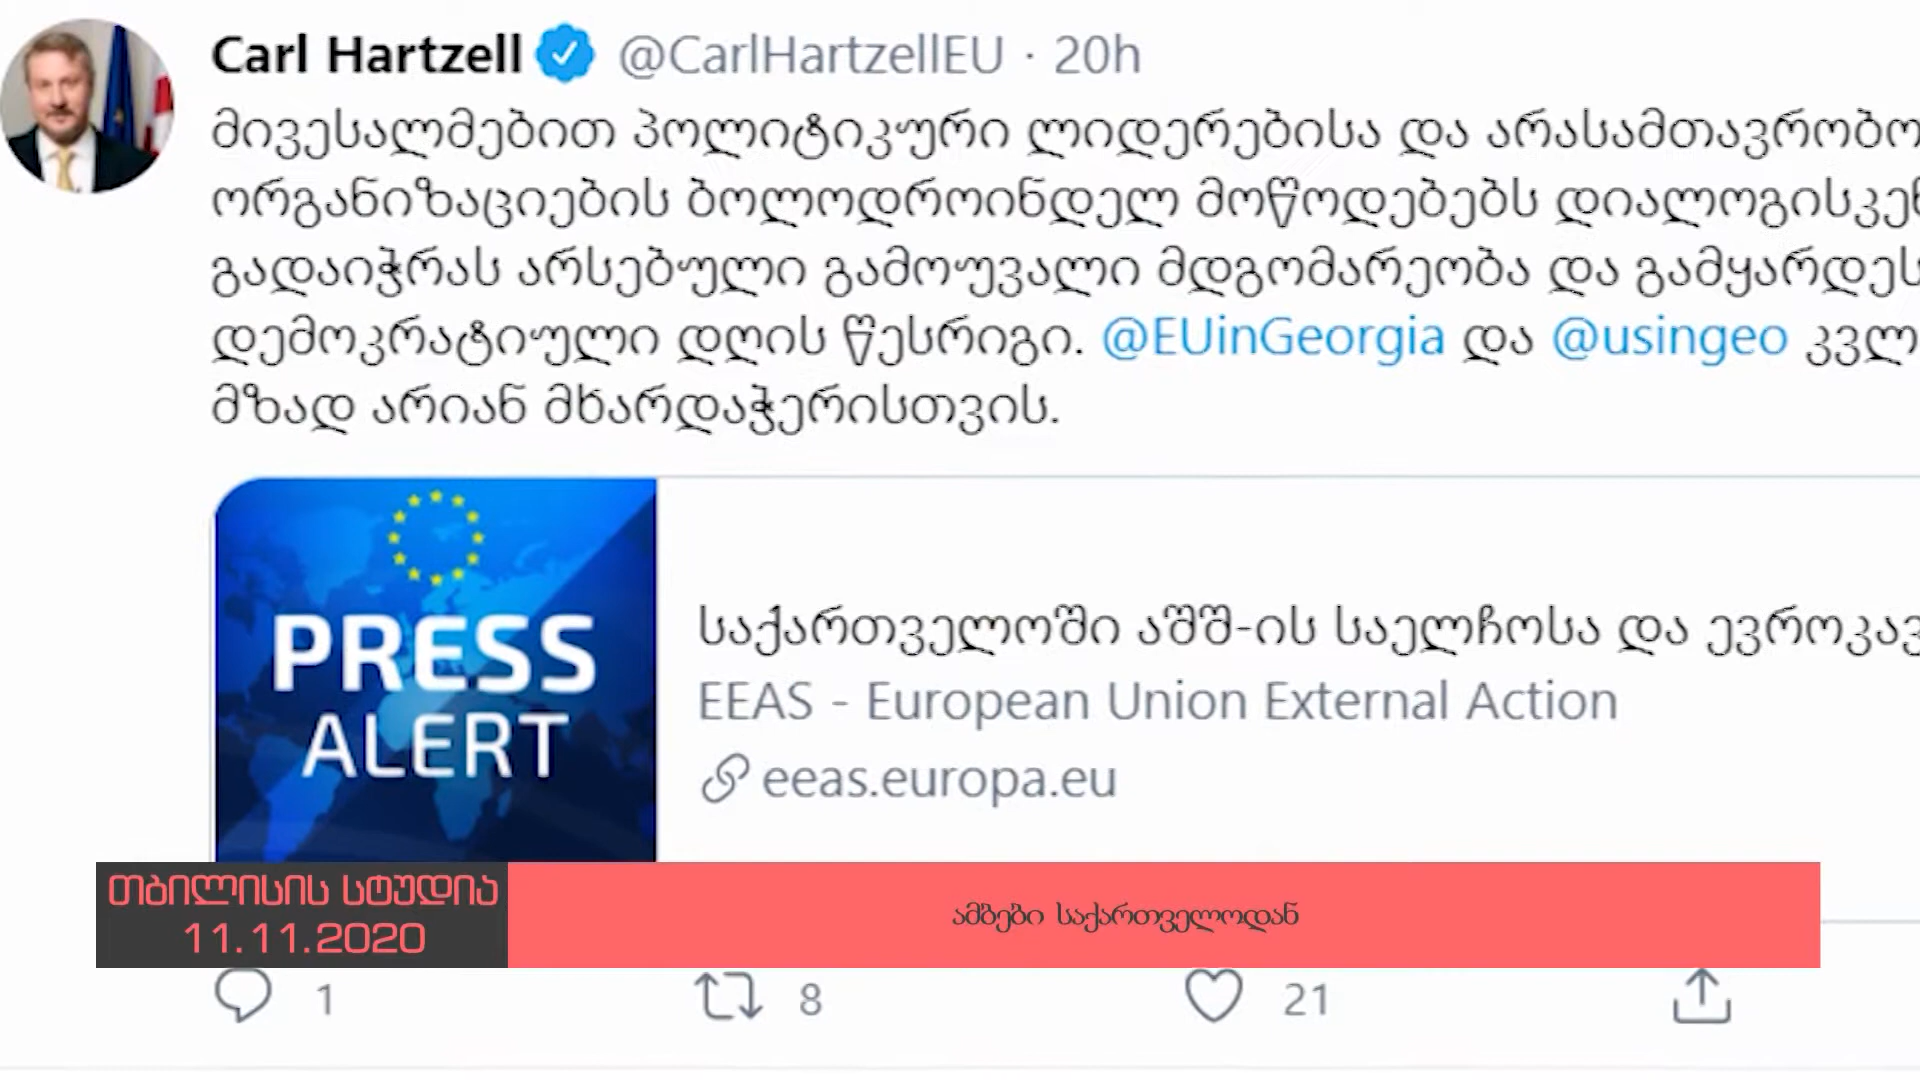 Carl Hartzell @CarlHartzellEU · 20h
მივესალმებით პოლიტიკური ლიდერებისა და არასამთავრობო
ორგანიზაციების ბოლოდროინდელ მოწოდებებს დიალოგისკენ
გადაიჭრას არსებული გამოუვალი მდგომარეობა და გამყარდეს
დემოკრატიული დღის წესრიგი. @EUinGeorgia და @usingeo კვლ
მზად არიან მხარდაჭერისთვის.
PRESS
ALERT
საქართველოში აშშ-ის საელჩოსა და ევროკავ
EEAS - European Union External Action
eeas.europa.eu
თბილისის სტუდია
11.11.2020
ამბები საქართველოდან
1 8 21